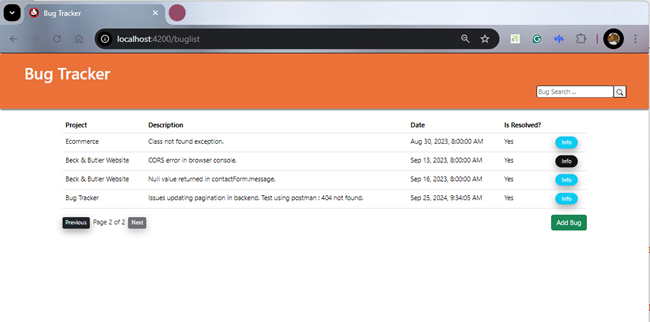 Bug Tracker
localhost:4200/buglist
Bug Tracker
Bug Search ...
Project Description Date Is Resolved?
Ecommerce Class not found exception. Aug 30, 2023, 8:00:00 AM Yes Info
Beck & Butler Website CORS error in browser console. Sep 13, 2023, 8:00:00 AM Yes Info
Beck & Butler Website Null value returned in contactForm.message. Sep 16, 2023, 8:00:00 AM Yes Info
Bug Tracker Issues updating pagination in backend. Test using postman : 404 not found. Sep 25, 2024, 9:34:05 AM Yes Info
Previous Page 2 of 2 Next Add Bug